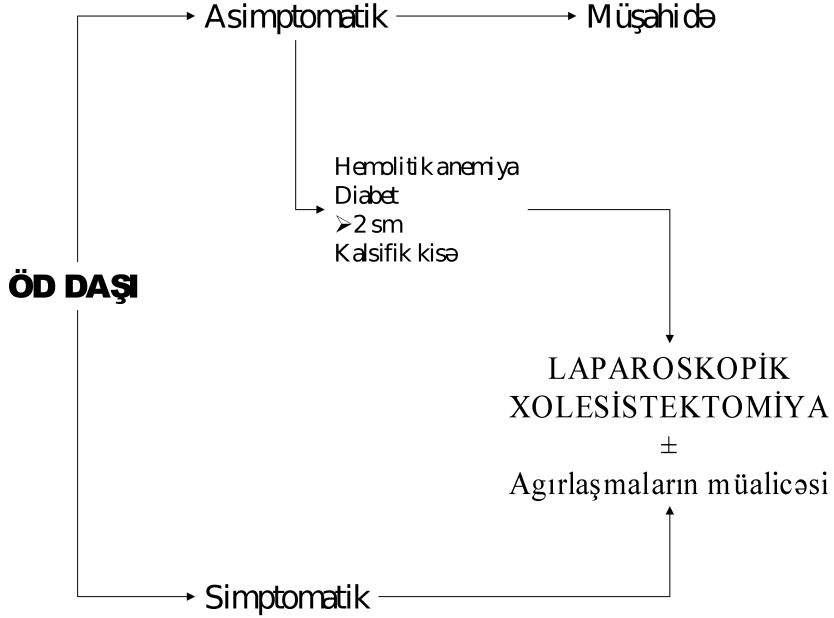 Asimptomatik
Müşahidə
Hemolitik anemiya
Diabet
➢2 sm
Kalsifik kisə
ÖD DAŞI
LAPAROSKOPİK
XOLESİSTEKTOMİYA
±
Agırlaşmaların müalicəsi
Simptomatik